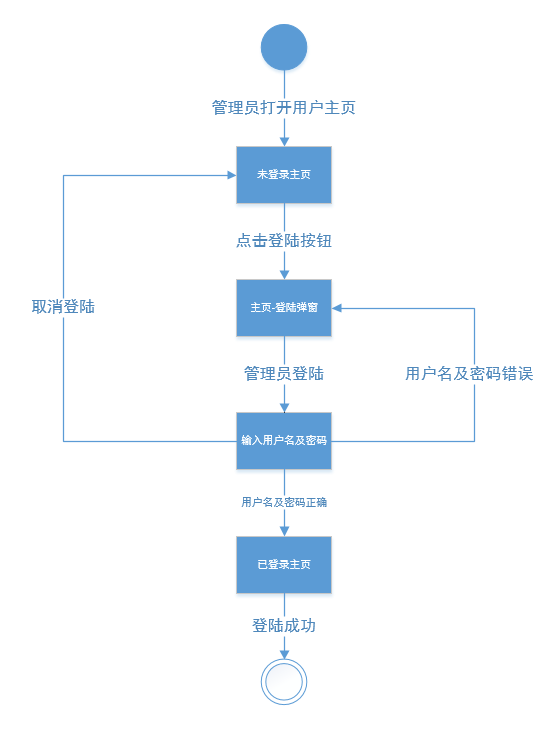 管理员打开用户主页
未登录主页
点击登陆按钮
主页-登陆弹窗
取消登陆
管理员登陆
用户名及密码错误
输入用户名及密码
用户名及密码正确
已登录主页
登陆成功